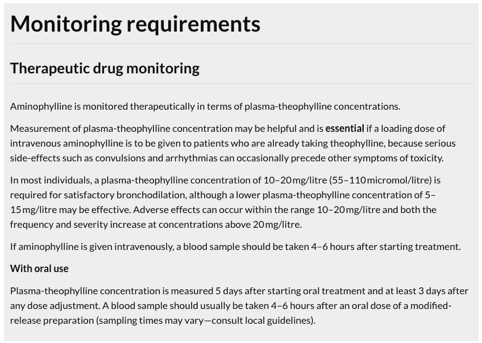 Monitoring requirements
Therapeutic drug monitoring
Aminophylline is monitored therapeutically in terms of plasma-theophylline concentrations.
Measurement of plasma-theophylline concentration may be helpful and is essential if a loading dose of
intravenous aminophylline is to be given to patients who are already taking theophylline, because serious
side-effects such as convulsions and arrhythmias can occasionally precede other symptoms of toxicity.
In most individuals, a plasma-theophylline concentration of 10–20 mg/litre (55–110 micromol/litre) is
required for satisfactory bronchodilation, although a lower plasma-theophylline concentration of 5–
15 mg/litre may be effective. Adverse effects can occur within the range 10–20 mg/litre and both the
frequency and severity increase at concentrations above 20 mg/litre.
If aminophylline is given intravenously, a blood sample should be taken 4–6 hours after starting treatment.
With oral use
Plasma-theophylline concentration is measured 5 days after starting oral treatment and at least 3 days after
any dose adjustment. A blood sample should usually be taken 4–6 hours after an oral dose of a modified-
release preparation (sampling times may vary—consult local guidelines).